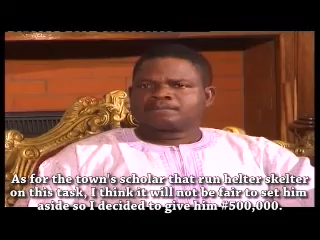 As for the town's scholar that run helter skelter
on this task, I think it will not be fair to set him
aside so I decided to give him #500,000.